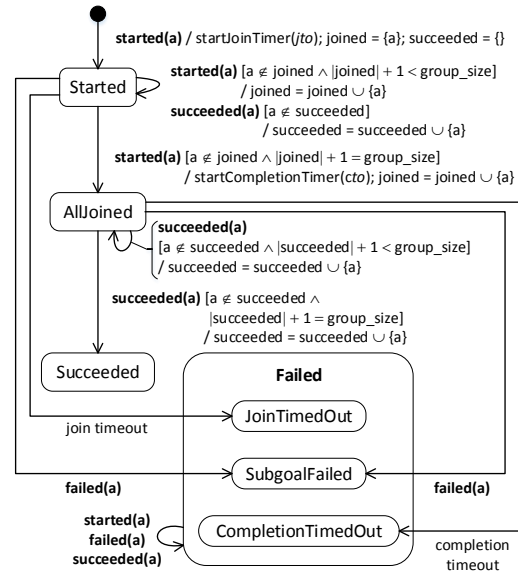 started(a) / startJoinTimer(jto); joined = {a}; succeeded = {}
Started
started(a) [a ∉ joined ∧ |joined| + 1 < group_size]
/ joined = joined ∪ {a}
succeeded(a) [a ∉ succeeded]
/ succeeded = succeeded ∪ {a}
started(a) [a ∉ joined ∧ |joined| + 1 = group_size]
/ startCompletionTimer(cto); joined = joined ∪ {a}
AllJoined
succeeded(a)
[a ∉ succeeded ∧ |succeeded| + 1 < group_size]
/ succeeded = succeeded ∪ {a}
succeeded(a) [a ∉ succeeded ∧
|succeeded| + 1 = group_size]
/ succeeded = succeeded ∪ {a}
Succeeded
Failed
JoinTimedOut
join timeout
SubgoalFailed
failed(a)
failed(a)
started(a)
failed(a)
succeeded(a)
CompletionTimedOut
completion
timeout